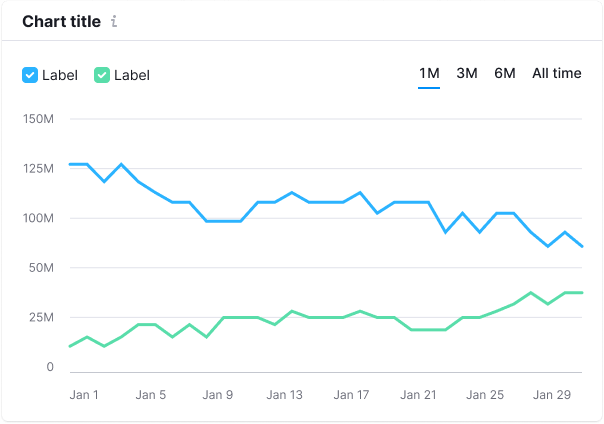 Chart title i
Label Label 1M 3M 6M All time
150M
125M
100M
50M
25M
0
Jan 1 Jan 5 Jan 9 Jan 13 Jan 17 Jan 21 Jan 25 Jan 29